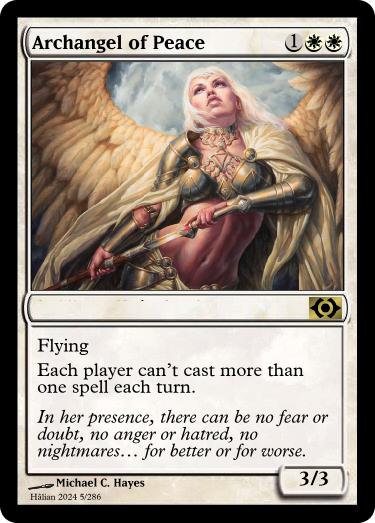 Archangel of Peace 1
Flying
Each player can't cast more than
one spell each turn.
In her presence, there can be no fear or
doubt, no anger or hatred, no
nightmares… for better or for worse.
Michael C. Hayes
3/3
Hålian 2024 5/286